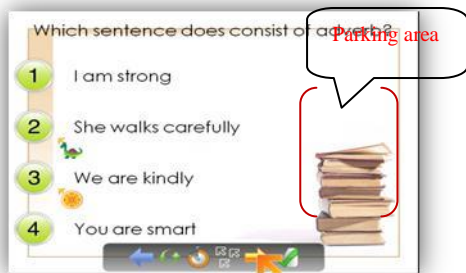 Which sentence does consist of adverb?
Parking area
1 I am strong
2 She walks carefully
3 We are kindly
4 You are smart